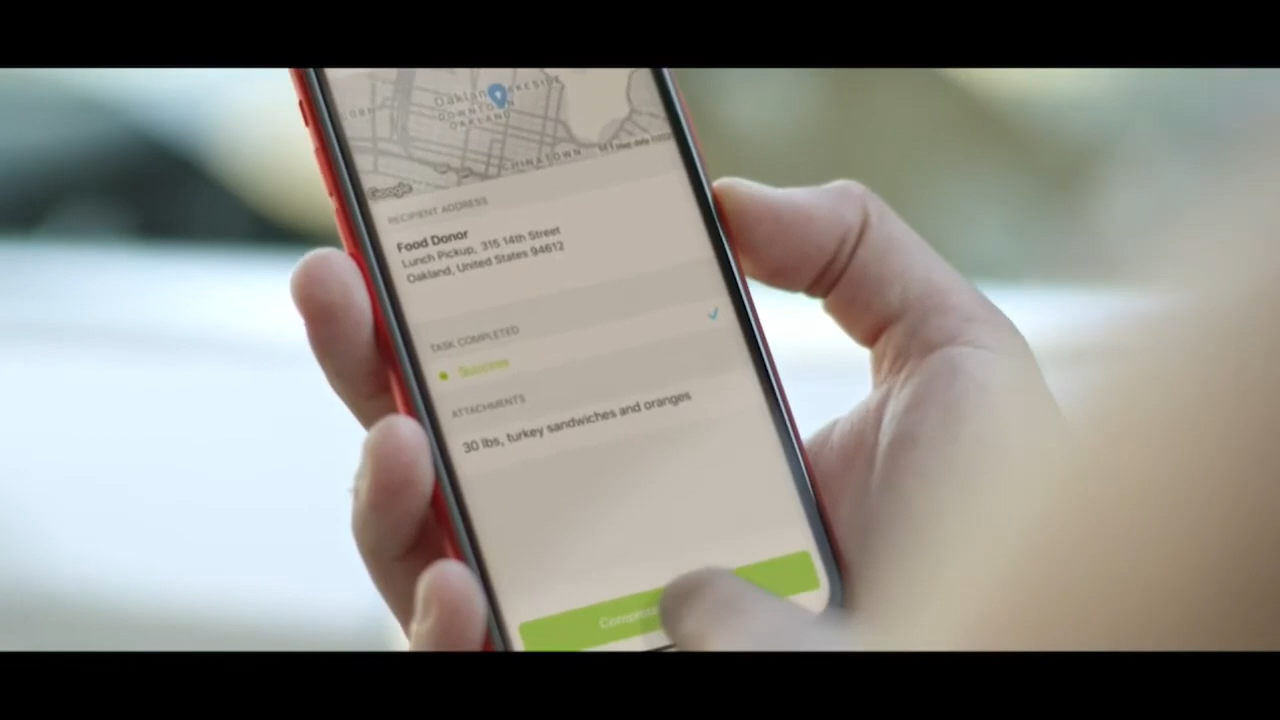 Oakland
LAKESIDE
DOWNTOWN
OAKLAND
CHINATOWN
Google
RECIPIENT ADDRESS
Food Donor
Lunch Pickup, 315 14th Street
Oakland, United States 94612
TASK COMPLETED
Success
ATTACHMENTS
30 lbs, turkey sandwiches and oranges